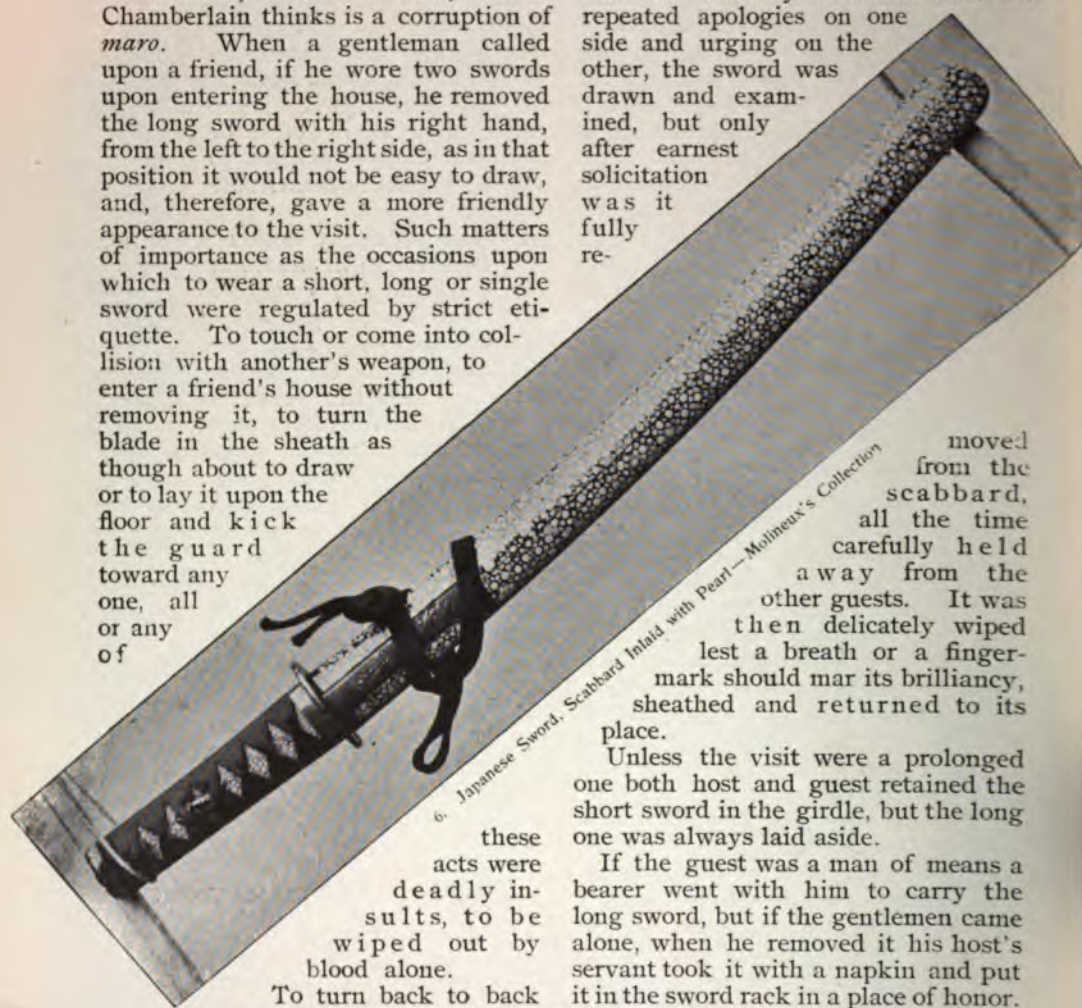 Chamberlain thinks is a corruption of
maro. When a gentleman called
upon a friend, if he wore two swords
upon entering the house, he removed
the long sword with his right hand,
from the left to the right side, as in that
position it would not be easy to draw,
and, therefore, gave a more friendly
appearance to the visit. Such matters
of importance as the occasions upon
which to wear a short, long or single
sword were regulated by strict eti-
quette. To touch or come into col-
lision with another's weapon, to
enter a friend's house without
removing it, to turn the
blade in the sheath as
though about to draw
or to lay it upon the
floor and kick
the guard
toward any
one, all
or any
of
these
acts were
deadly in-
sults, to be
wiped out by
blood alone.
To turn back to back
repeated apologies on one
side and urging on the
other, the sword was
drawn and exam-
ined, but only
after earnest
solicitation
was it
fully
re-
moved
from the
scabbard,
all the time
carefully held
away from the
other guests. It was
then delicately wiped
lest a breath or a finger-
mark should mar its brilliancy,
sheathed and returned to its
place.
Unless the visit were a prolonged
one both host and guest retained the
short sword in the girdle, but the long
one was always laid aside.
If the guest was a man of means a
bearer went with him to carry the
long sword, but if the gentlemen came
alone, when he removed it his host's
servant took it with a napkin and put
it in the sword rack in a place of honor.
6. Japanese Sword, Scabbard Inlaid with Pearl—Molineux's Collection